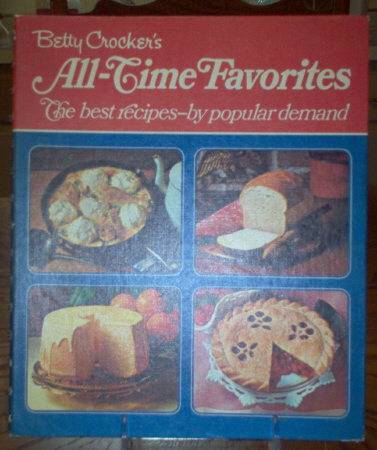 Betty Crocker's
All-Time Favorites
The best recipes–by popular demand